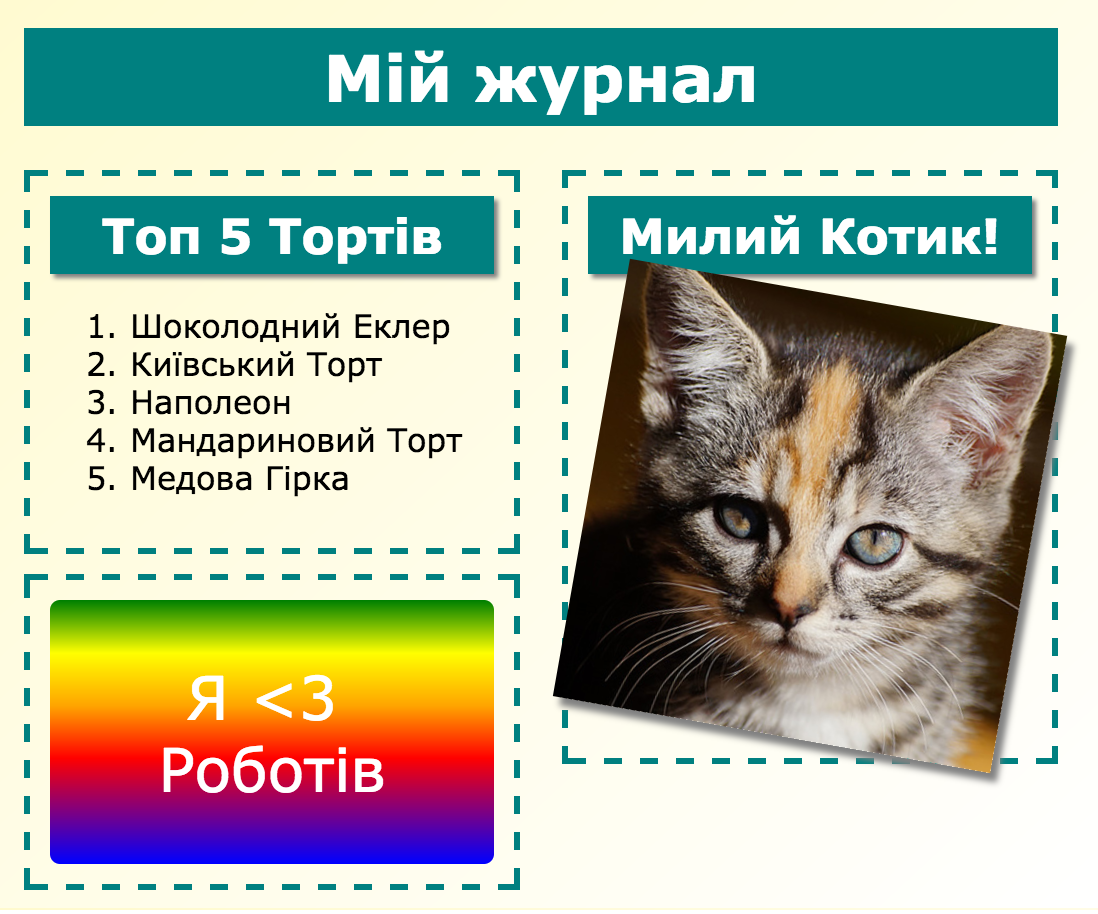 Мій журнал
Топ 5 Тортів
1. Шоколодний Еклер
2. Київський Торт
3. Наполеон
4. Мандариновий Торт
5. Медова Гірка
Я <3
Роботів
Милий Котик!